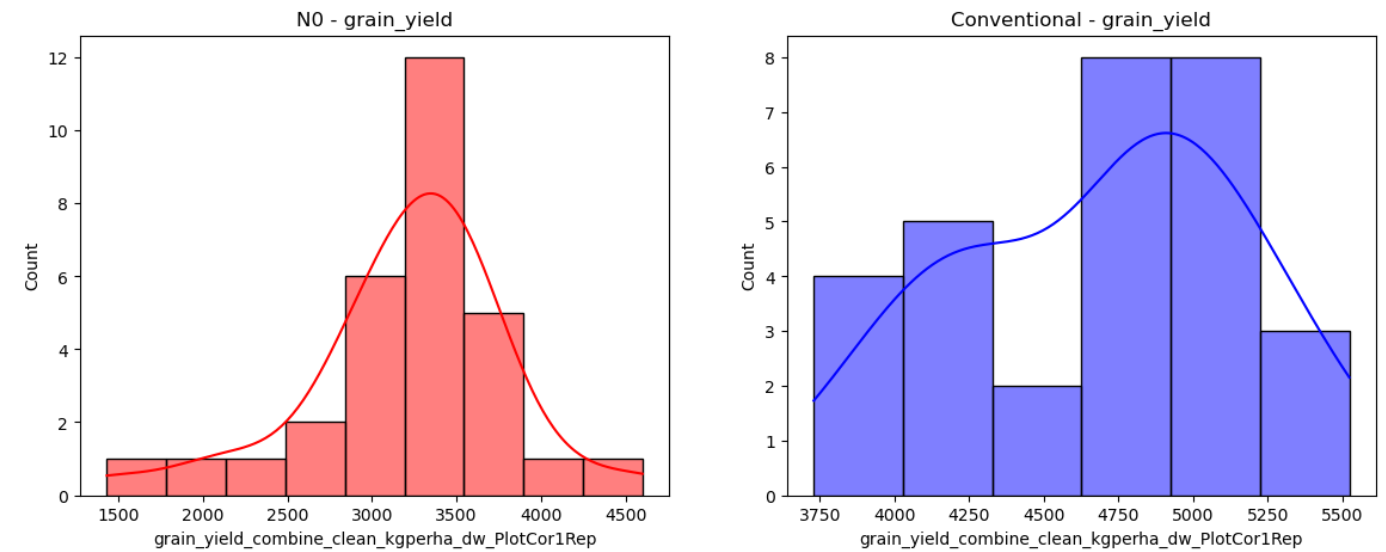 N0 - grain_yield
Count
12
10
8
6
4
2
0
1500 2000 2500 3000 3500 4000 4500
grain_yield_combine_clean_kgperha_dw_PlotCor1Rep
Conventional - grain_yield
Count
8
7
6
5
4
3
2
1
0
3750 4000 4250 4500 4750 5000 5250 5500
grain_yield_combine_clean_kgperha_dw_PlotCor1Rep